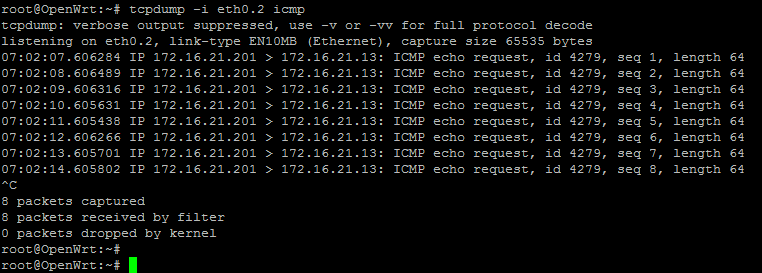 root@OpenWrt:~# tcpdump -i eth0.2 icmp
tcpdump: verbose output suppressed, use -v or -vv for full protocol decode
listening on eth0.2, link-type EN10MB (Ethernet), capture size 65535 bytes
07:02:07.606284 IP 172.16.21.201 > 172.16.21.13: ICMP echo request, id 4279, seq 1, length 64
07:02:08.606489 IP 172.16.21.201 > 172.16.21.13: ICMP echo request, id 4279, seq 2, length 64
07:02:09.606316 IP 172.16.21.201 > 172.16.21.13: ICMP echo request, id 4279, seq 3, length 64
07:02:10.605631 IP 172.16.21.201 > 172.16.21.13: ICMP echo request, id 4279, seq 4, length 64
07:02:11.605438 IP 172.16.21.201 > 172.16.21.13: ICMP echo request, id 4279, seq 5, length 64
07:02:12.606266 IP 172.16.21.201 > 172.16.21.13: ICMP echo request, id 4279, seq 6, length 64
07:02:13.605701 IP 172.16.21.201 > 172.16.21.13: ICMP echo request, id 4279, seq 7, length 64
07:02:14.605802 IP 172.16.21.201 > 172.16.21.13: ICMP echo request, id 4279, seq 8, length 64
^C
8 packets captured
8 packets received by filter
0 packets dropped by kernel
root@OpenWrt:~#
root@OpenWrt:~#